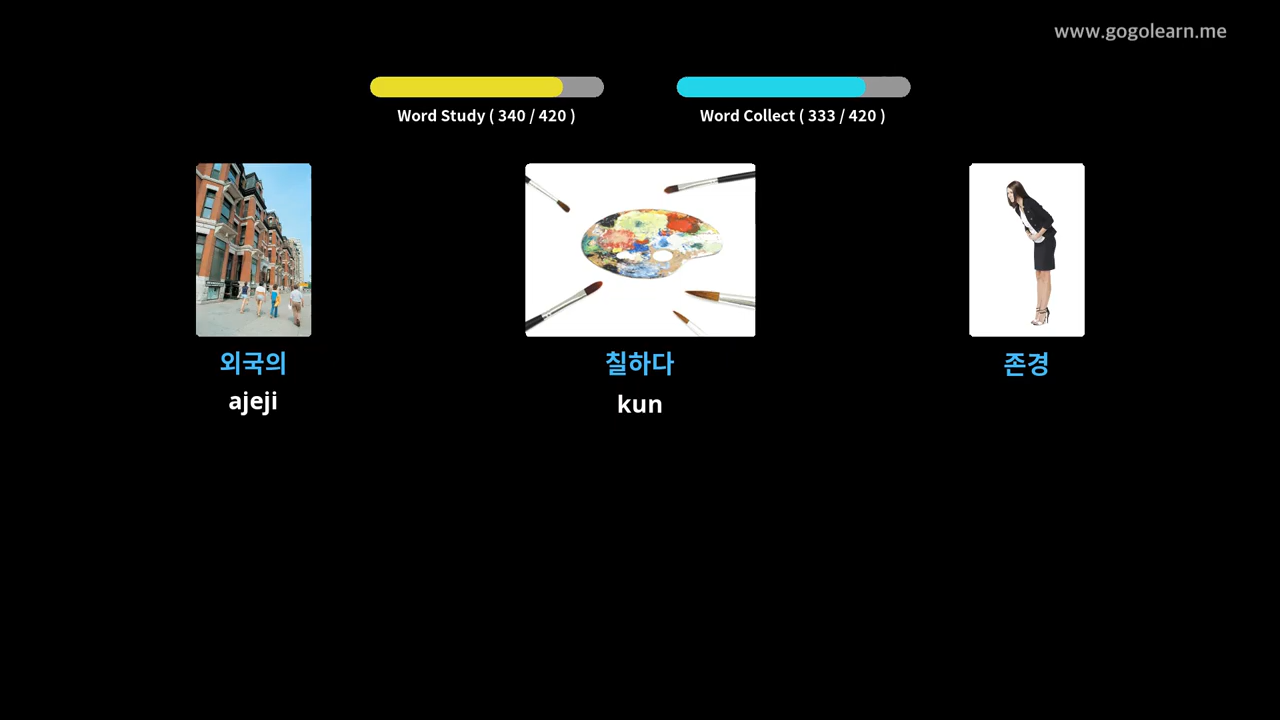 www.gogolearn.me
Word Study ( 340 / 420 )
Word Collect ( 333 / 420 )
외국의
칠하다
존경
ajeji
kun